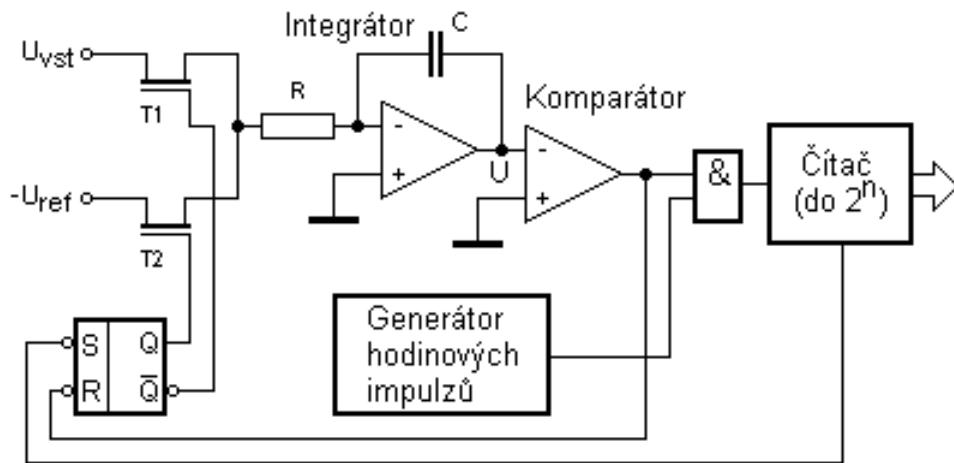 Integrátor
C
Uvst
T1
R
-
+
U
Komparátor
-
+
&
Čítač
(do 2ⁿ)
-Uref
T2
S
Q
R
Q̅
Generátor
hodinových
impulzů